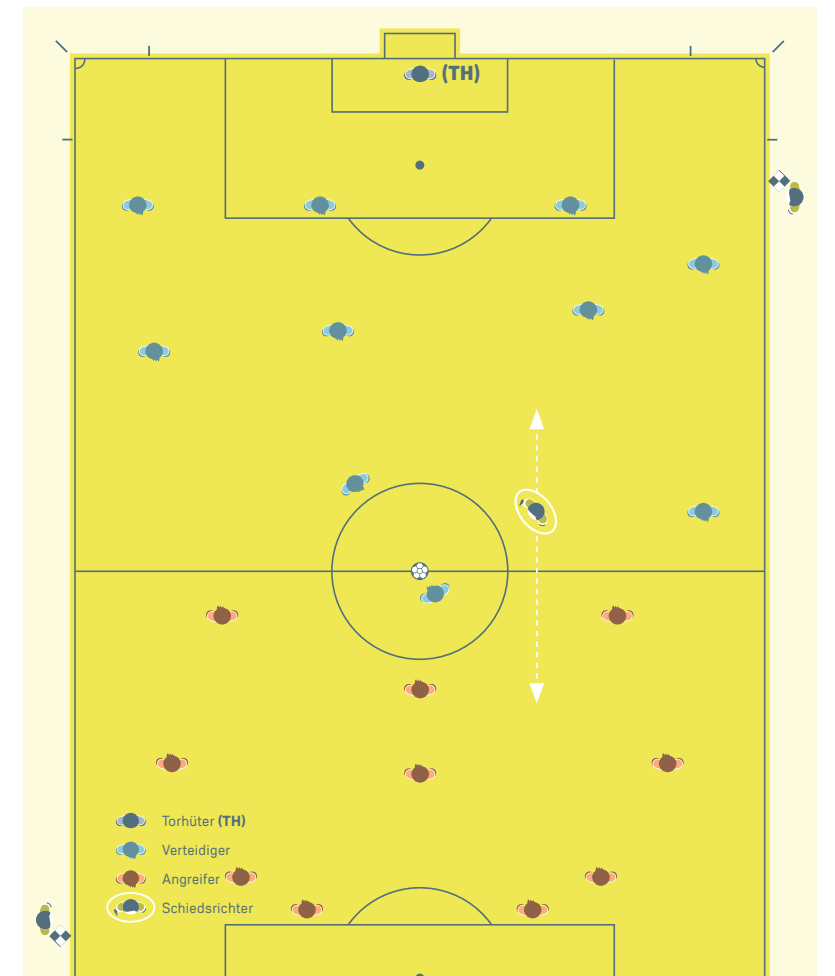 (TH)
Torhüter (TH)
Verteidiger
Angreifer
Schiedsrichter